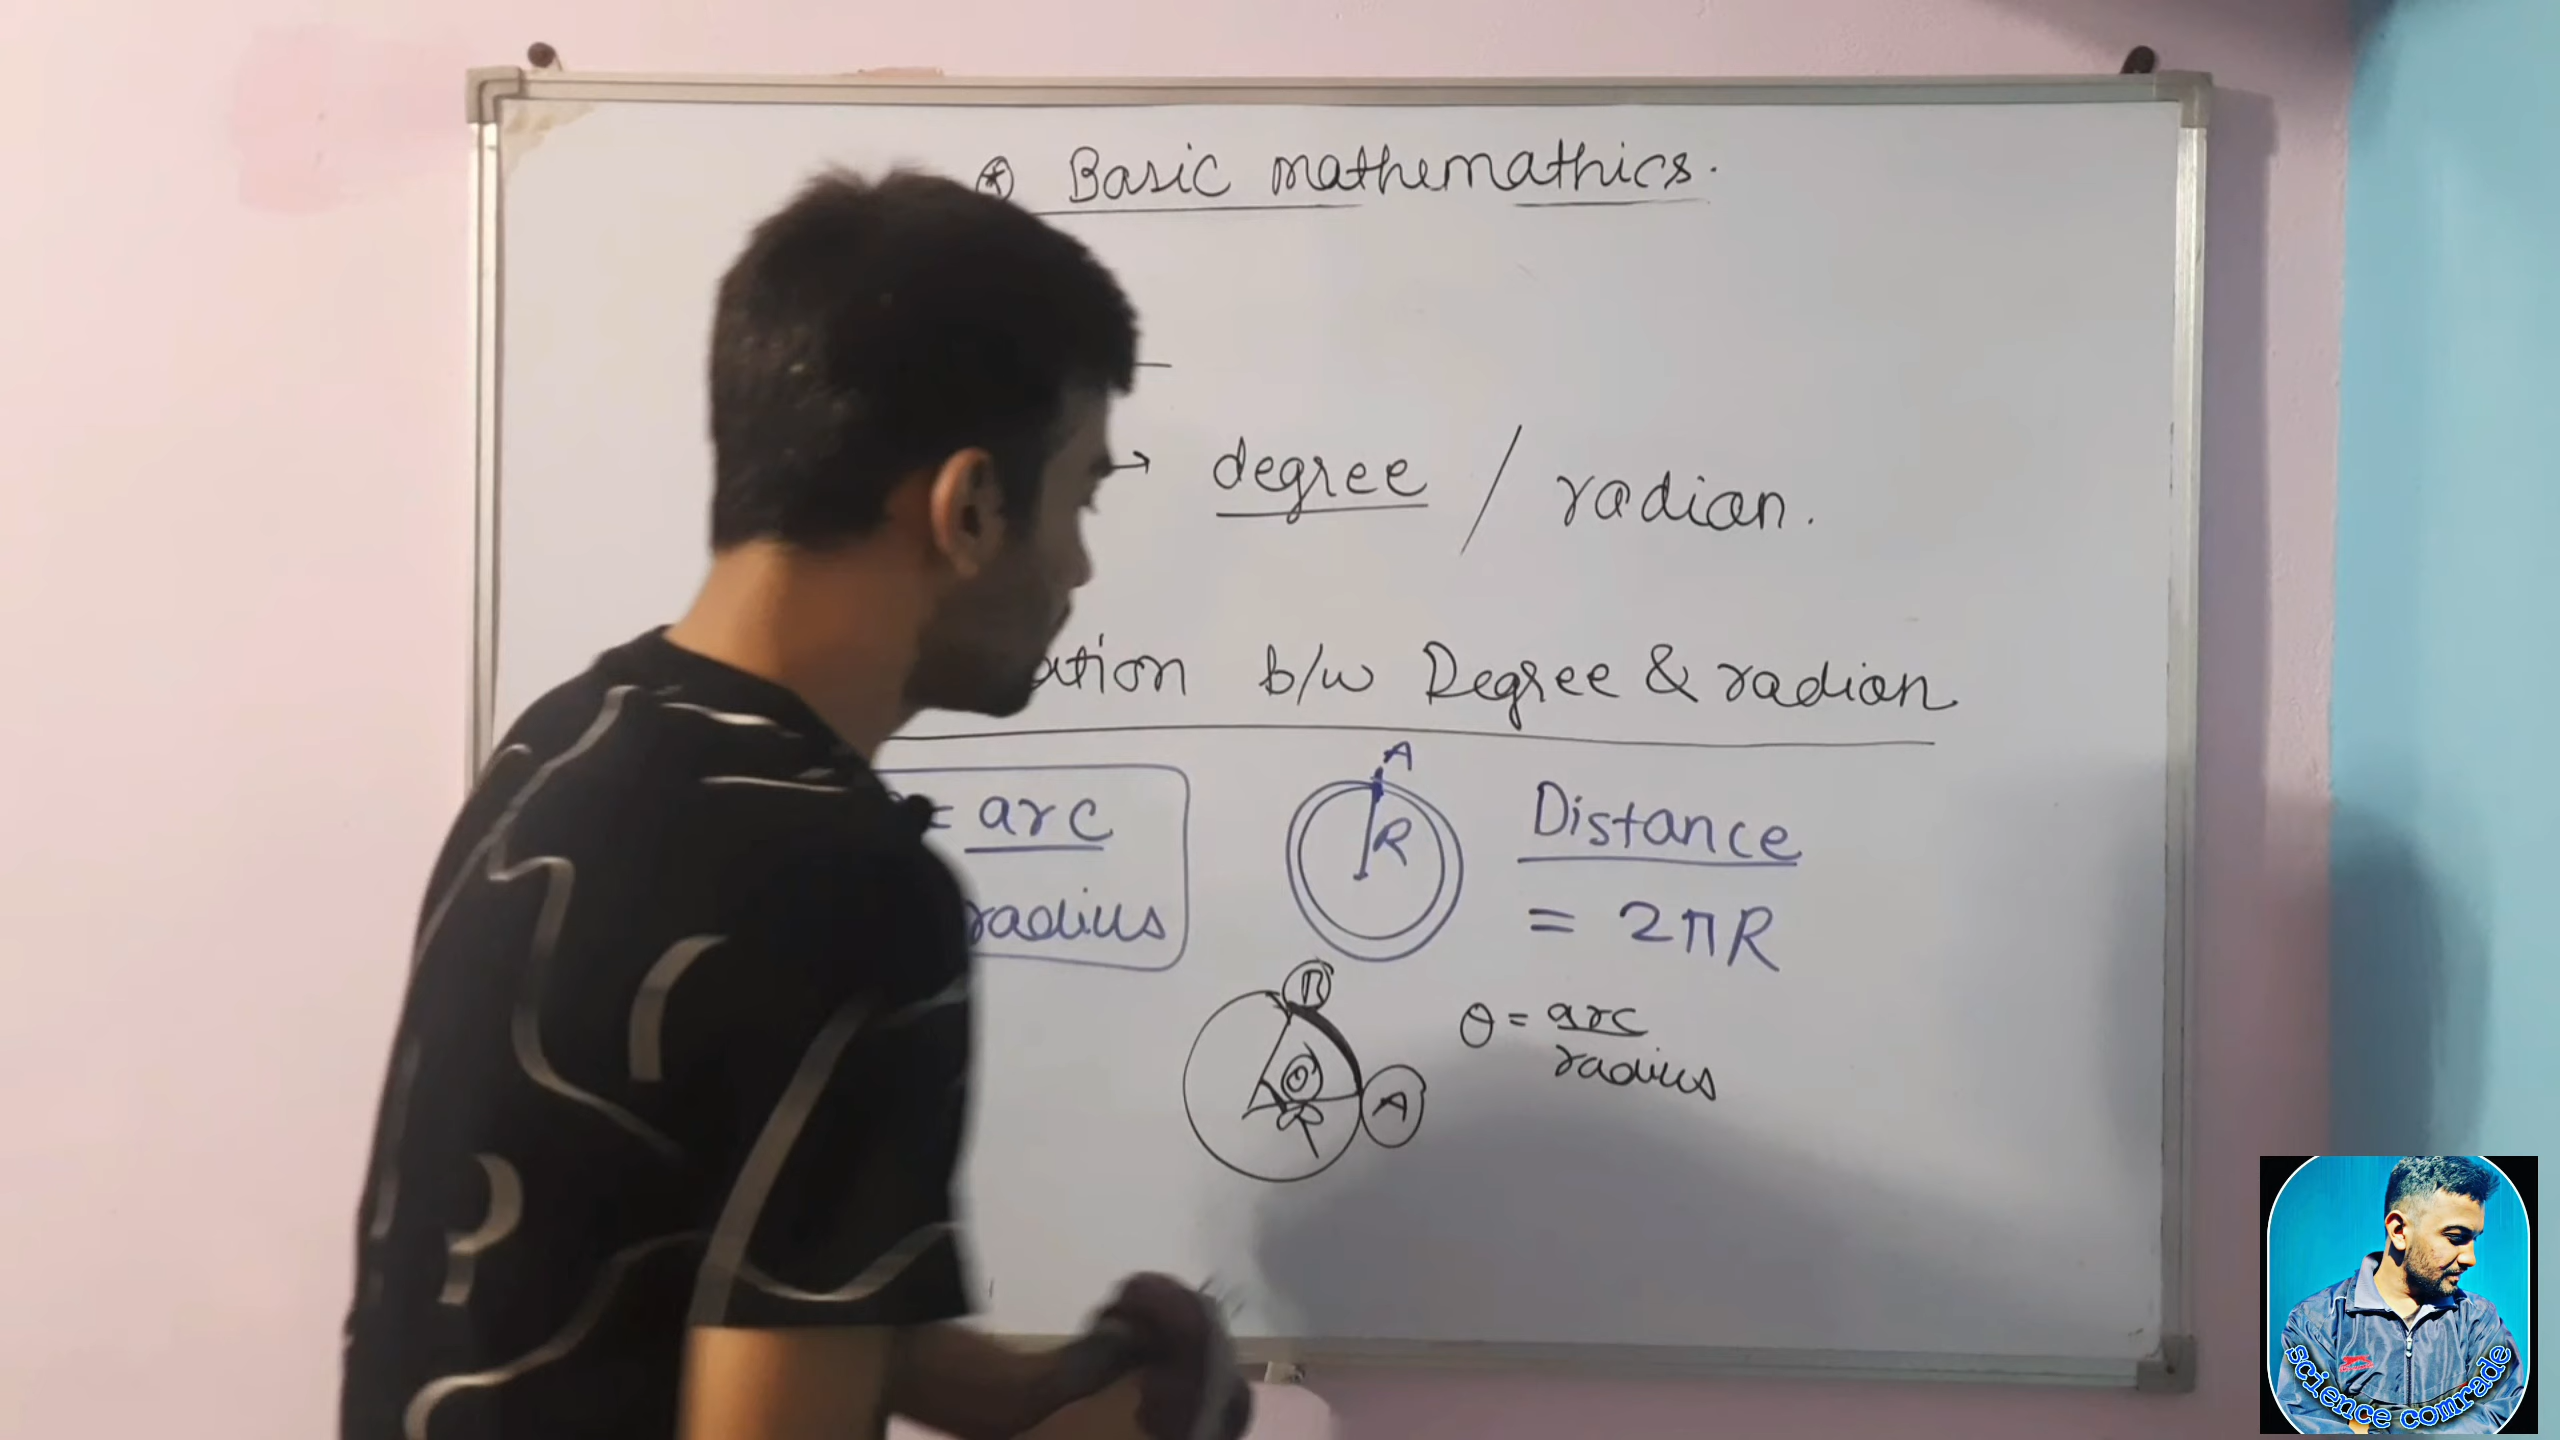 ⊛ Basic mathemathics.
→ degree / radian.
ation b/w Degree & radian
= arc
radius
A
R
Distance
= 2πR
B
θ
R
A
θ = arc
radius
science comrade